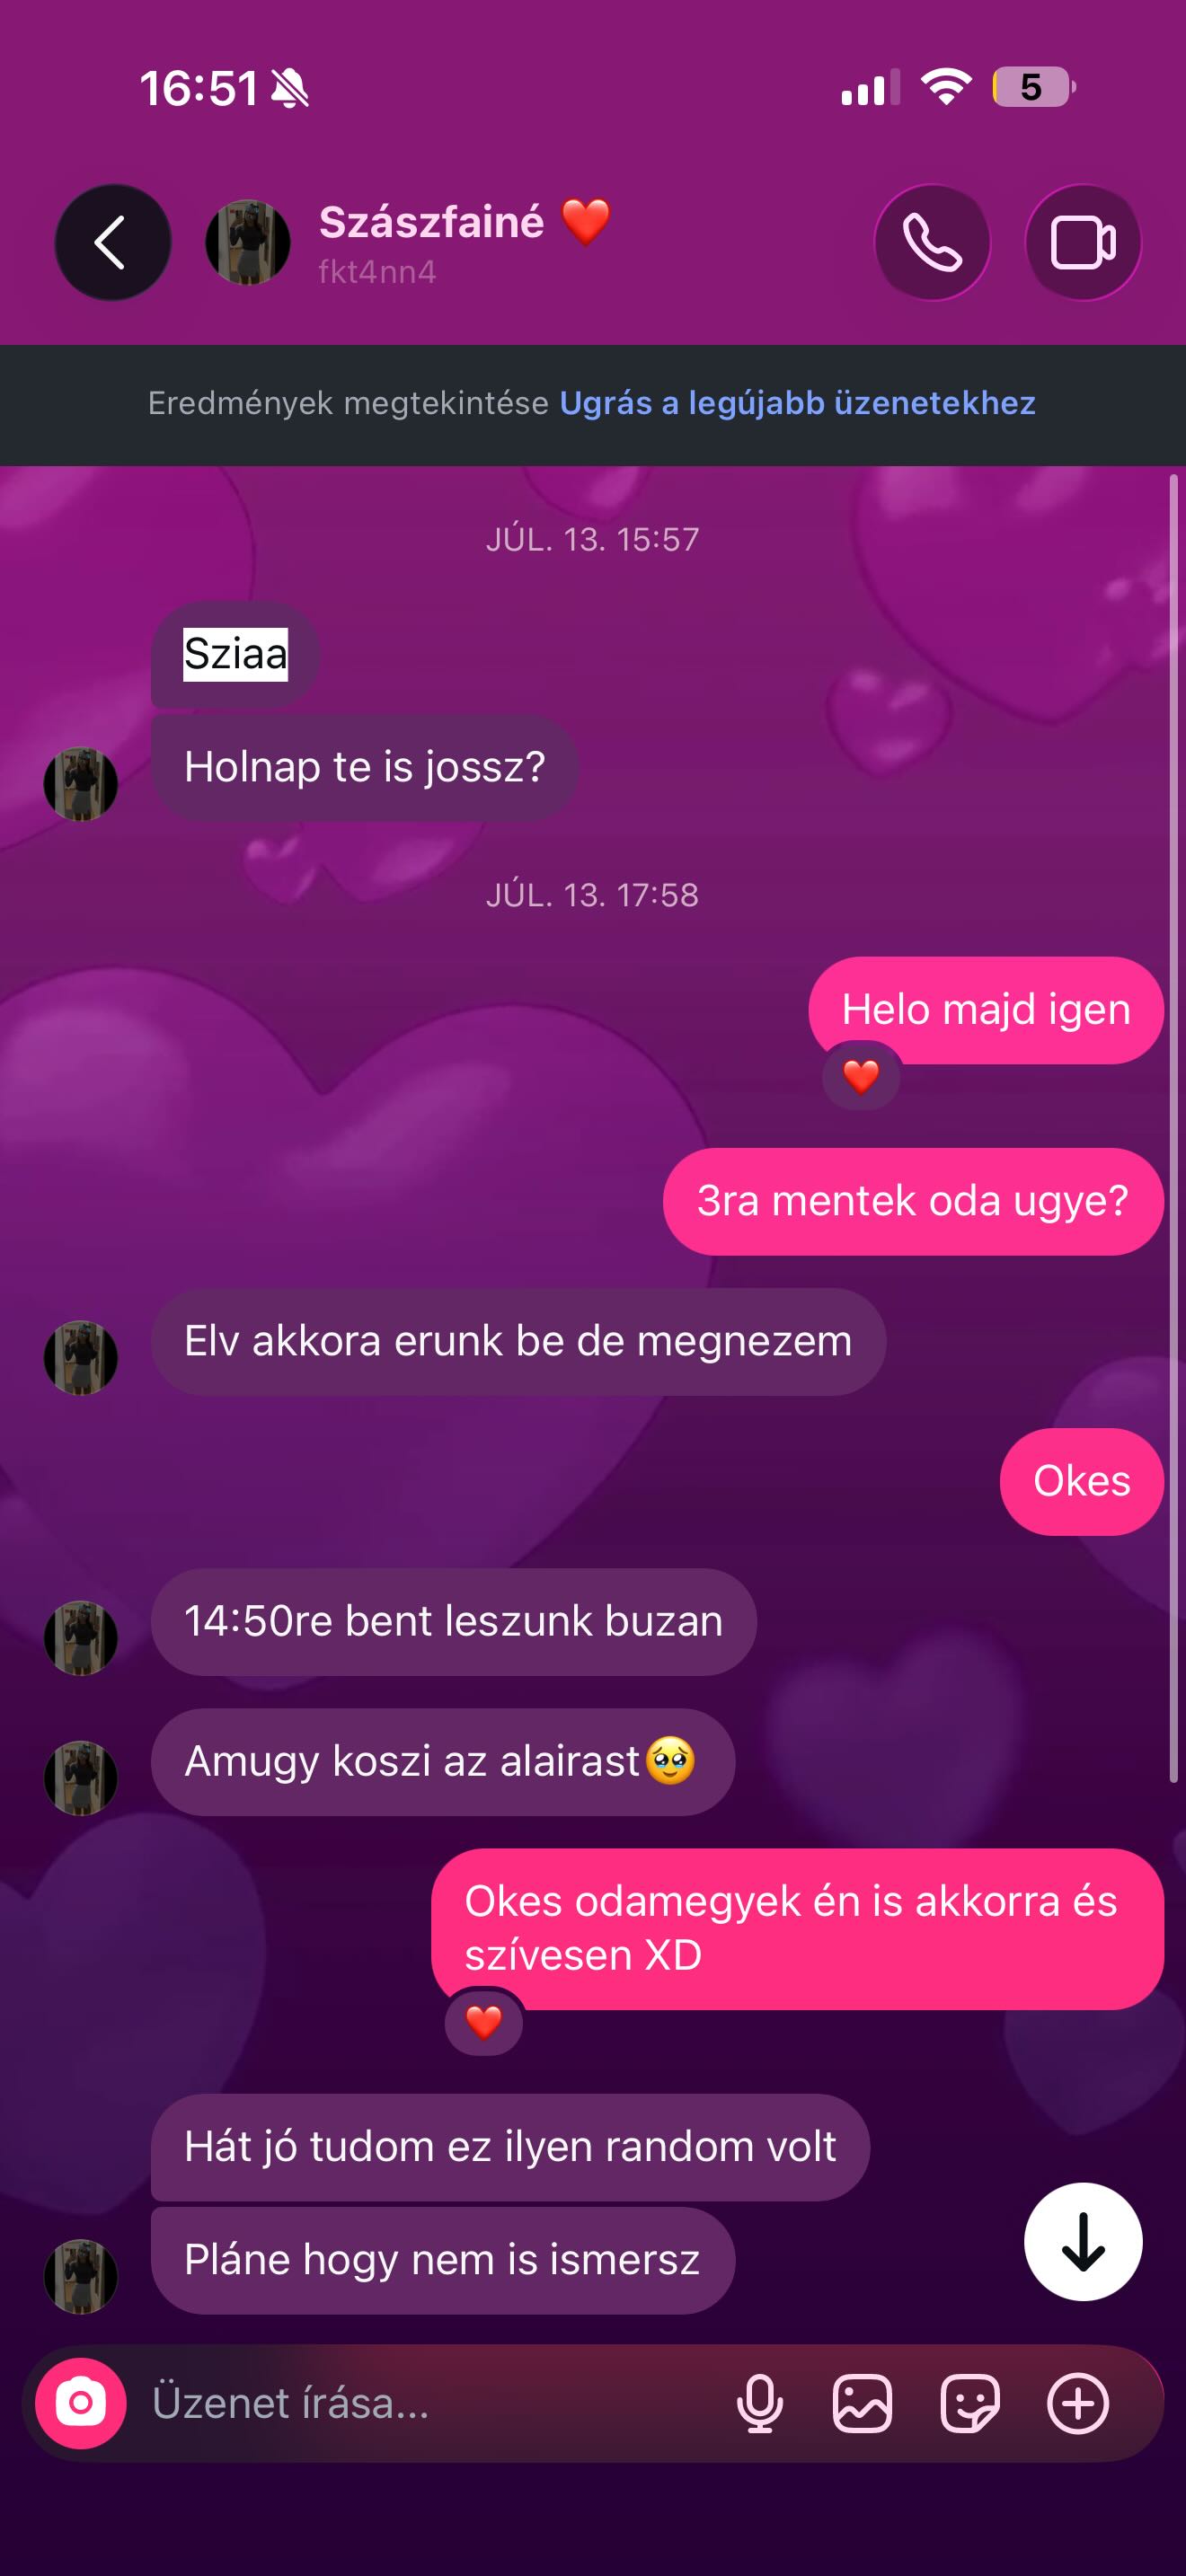 16:51
5
Szászfainé ❤️
fkt4nn4
Eredmények megtekintése Ugrás a legújabb üzenetekhez
JÚL. 13. 15:57
Sziaa
Holnap te is jossz?
JÚL. 13. 17:58
Helo majd igen
❤️
3ra mentek oda ugye?
Elv akkora erunk be de megnezem
Okes
14:50re bent leszunk buzan
Amugy koszi az alairast🥹
Okes odamegyek én is akkorra és
szívesen XD
❤️
Hát jó tudom ez ilyen random volt
Pláne hogy nem is ismersz
Üzenet írása...